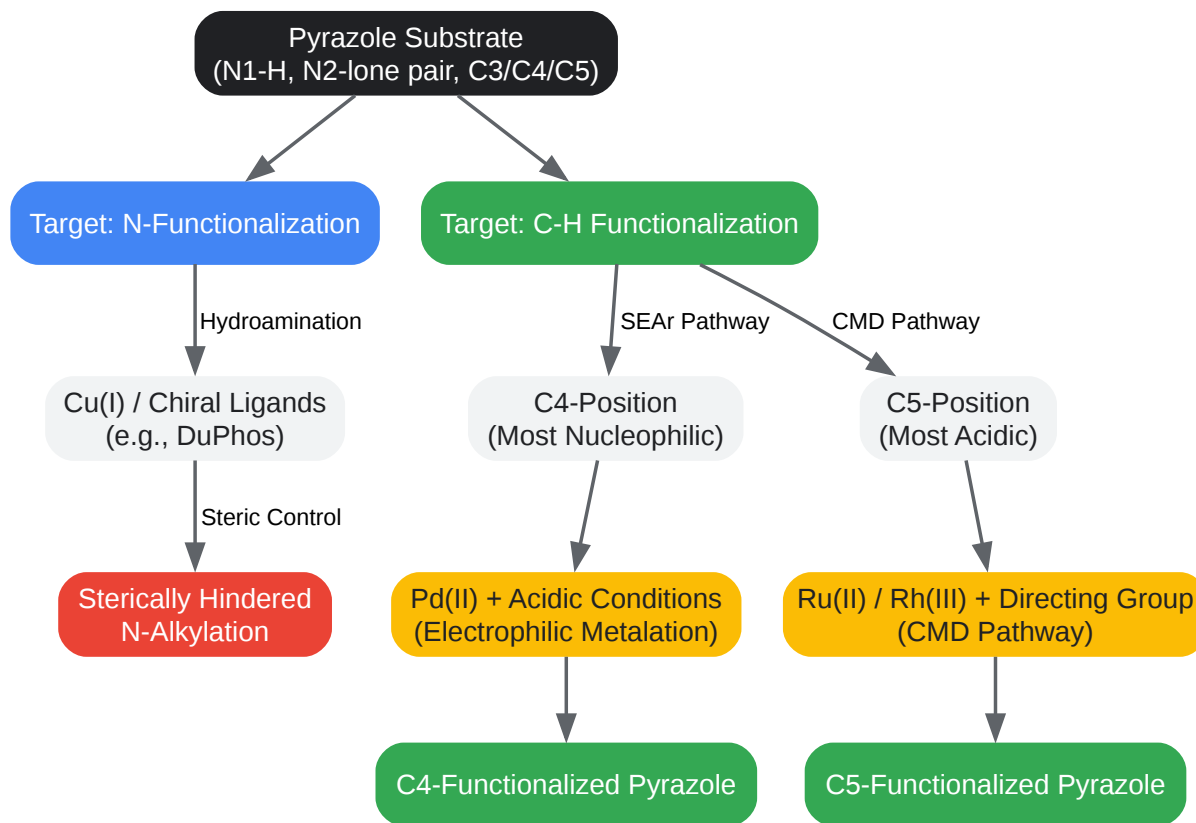 Pyrazole Substrate
(N1-H, N2-lone pair, C3/C4/C5)
Target: N-Functionalization
Target: C-H Functionalization
Hydroamination
SEAr Pathway
CMD Pathway
Cu(I) / Chiral Ligands
(e.g., DuPhos)
C4-Position
(Most Nucleophilic)
C5-Position
(Most Acidic)
Steric Control
Sterically Hindered
N-Alkylation
Pd(II) + Acidic Conditions
(Electrophilic Metalation)
Ru(II) / Rh(III) + Directing Group
(CMD Pathway)
C4-Functionalized Pyrazole
C5-Functionalized Pyrazole